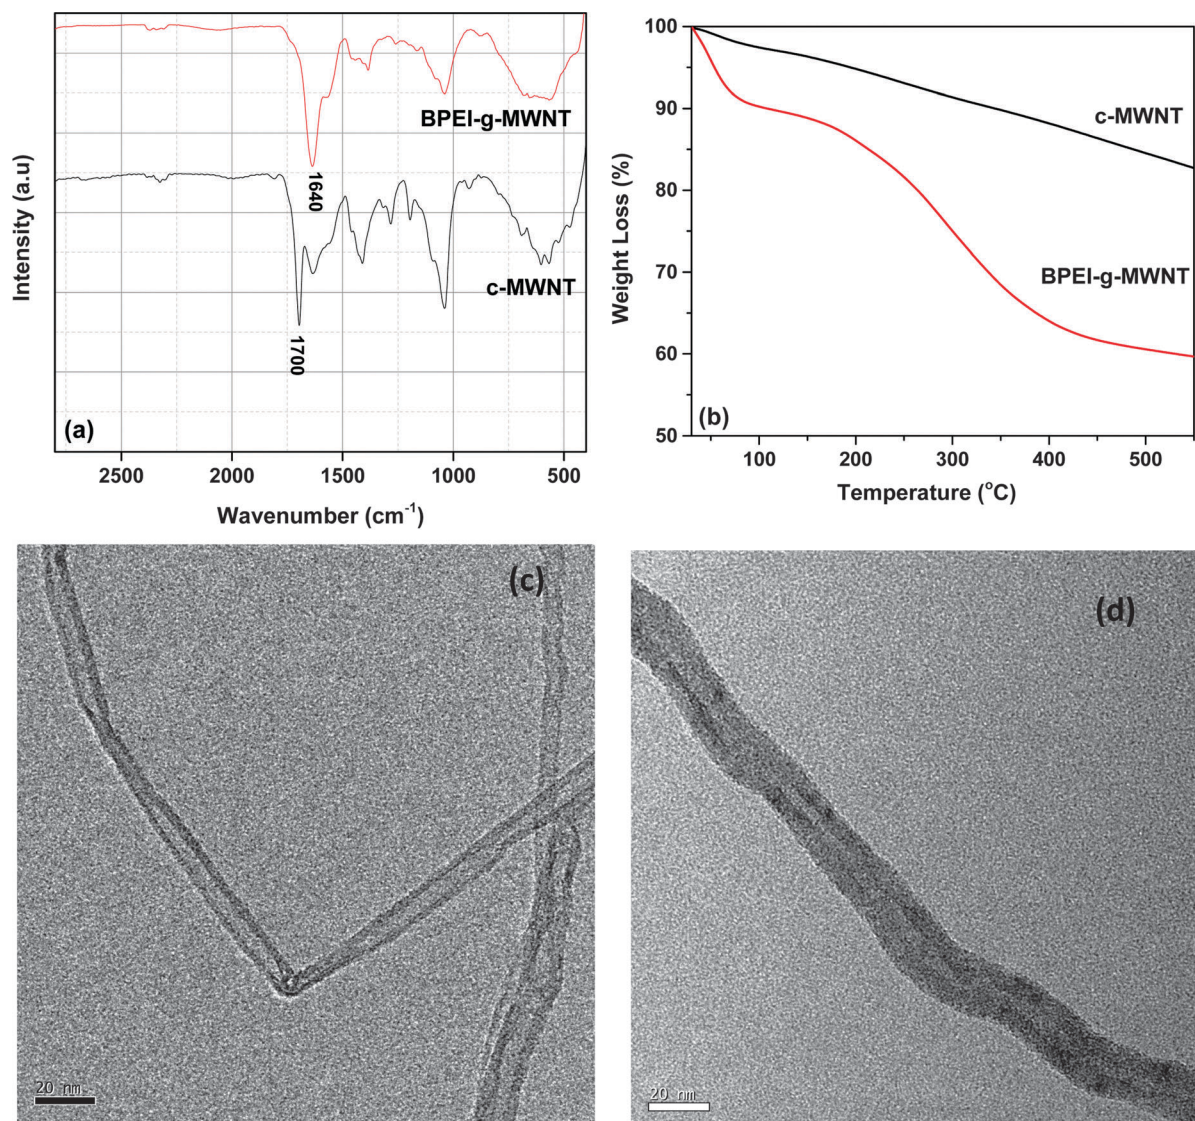 Intensity (a.u)
BPEI-g-MWNT
1640
c-MWNT
1700
(a)
2500 2000 1500 1000 500
Wavenumber (cm⁻¹)
100
90
80
70
60
50
Weight Loss (%)
c-MWNT
BPEI-g-MWNT
(b)
100 200 300 400 500
Temperature (°C)
(c)
20 nm
(d)
20 nm